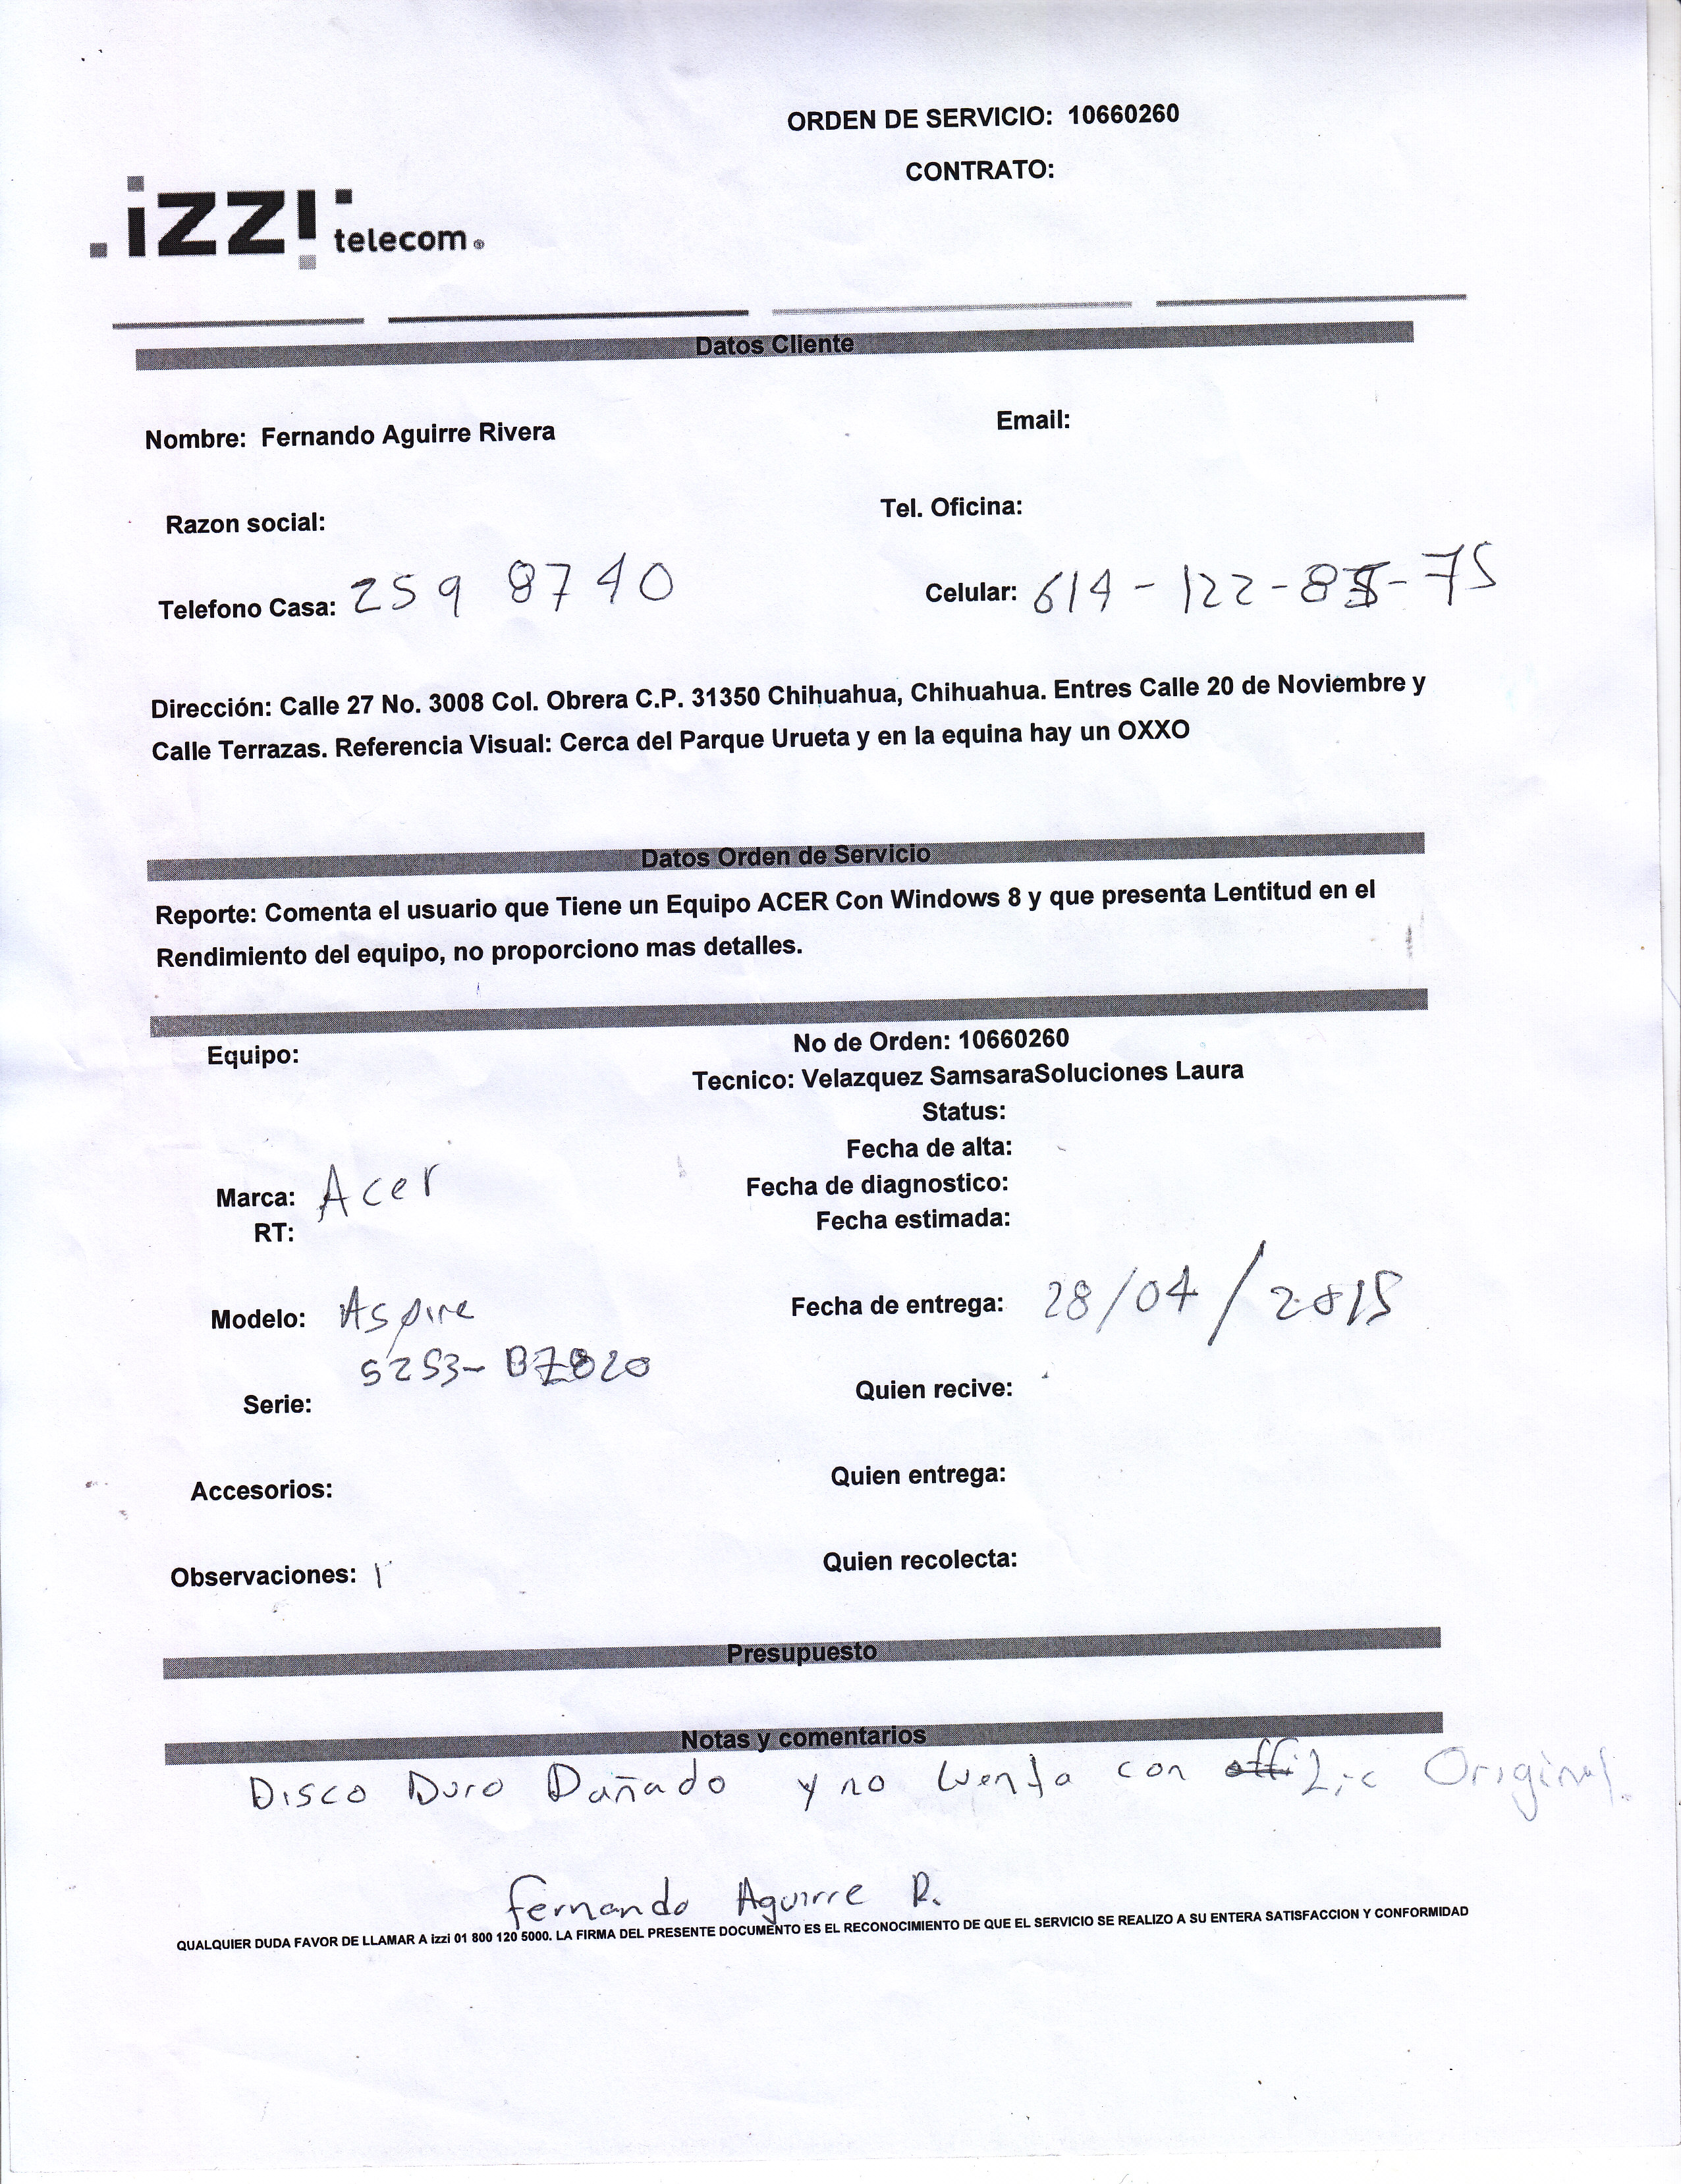 ORDEN DE SERVICIO: 10660260
CONTRATO:
izzi telecom
Datos Cliente
Nombre: Fernando Aguirre Rivera Email:
Razon social: Tel. Oficina:
Telefono Casa: 259 8740 Celular: 614-122-85-75
Dirección: Calle 27 No. 3008 Col. Obrera C.P. 31350 Chihuahua, Chihuahua. Entres Calle 20 de Noviembre y
Calle Terrazas. Referencia Visual: Cerca del Parque Urueta y en la equina hay un OXXO
Datos Orden de Servicio
Reporte: Comenta el usuario que Tiene un Equipo ACER Con Windows 8 y que presenta Lentitud en el
Rendimiento del equipo, no proporciono mas detalles.
Equipo: No de Orden: 10660260
Tecnico: Velazquez SamsaraSoluciones Laura
Status:
Fecha de alta:
Marca: Acer Fecha de diagnostico:
RT: Fecha estimada:
Modelo: Aspire Fecha de entrega: 28/04/2015
5253-
Serie: Quien recive:
Accesorios: Quien entrega:
Observaciones: Quien recolecta:
Presupuesto
Notas y comentarios
Disco Duro Dañado y no cuenta con Lic Original.
Fernando Aguirre R.
QUALQUIER DUDA FAVOR DE LLAMAR A izzi 01 800 120 5000. LA FIRMA DEL PRESENTE DOCUMENTO ES EL RECONOCIMIENTO DE QUE EL SERVICIO SE REALIZO A SU ENTERA SATISFACCION Y CONFORMIDAD